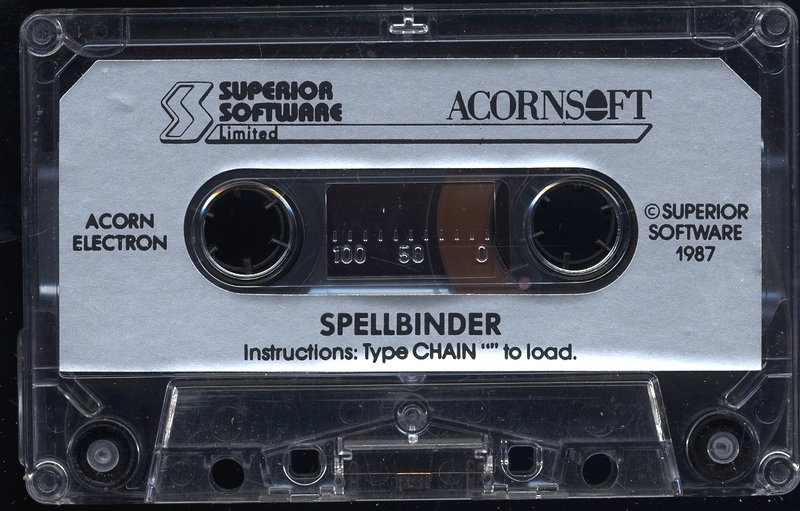 SUPERIOR
SOFTWARE
Limited
ACORNSOFT
ACORN
ELECTRON
100 50 0
© SUPERIOR
SOFTWARE
1987
SPELLBINDER
Instructions: Type CHAIN "" to load.